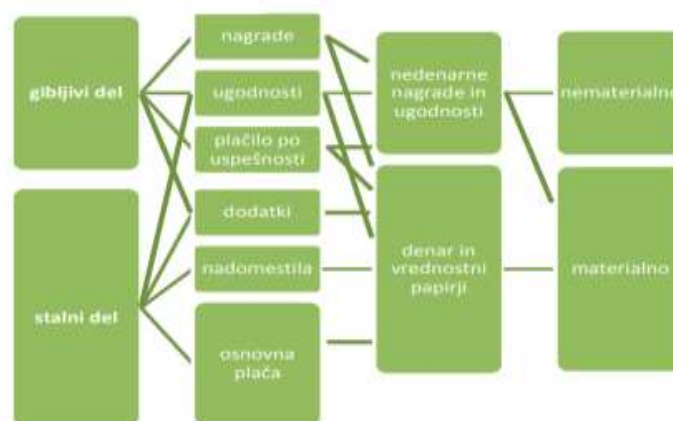 gibljivi del
stalni del
nagrade
ugodnosti
plačilo po
uspešnosti
dodatki
nadomestila
osnovna
plača
nedenarne
nagrade in
ugodnosti
denar in
vrednostni
papirji
nematerialno
materialno